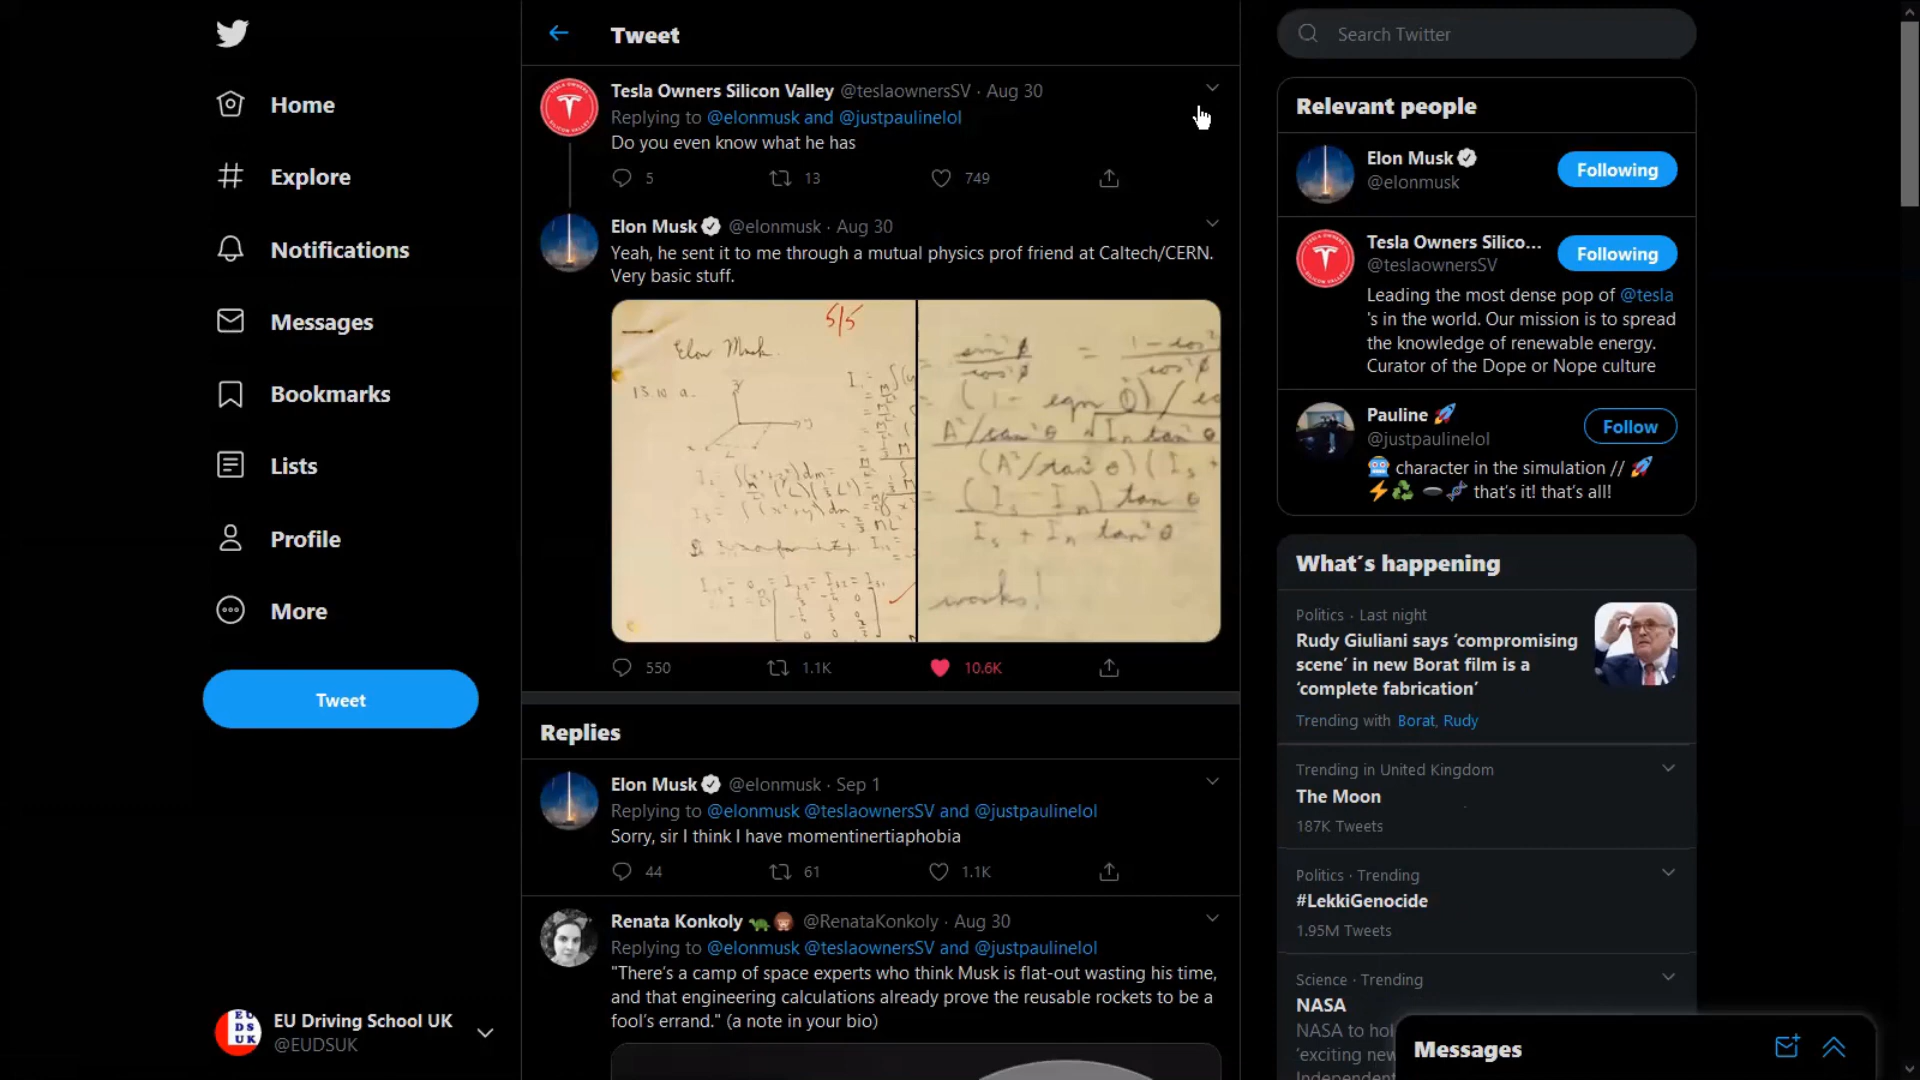 Home
Explore
Notifications
Messages
Bookmarks
Lists
Profile
More
Tweet
EU Driving School UK
@EUDSUK
Tweet
Tesla Owners Silicon Valley @teslaownersSV · Aug 30
Replying to @elonmusk and @justpaulinelol
Do you even know what he has
5 13 749
Elon Musk @elonmusk · Aug 30
Yeah, he sent it to me through a mutual physics prof friend at Caltech/CERN.
Very basic stuff.
5/5
Elon Musk
works!
550 1.1K 10.6K
Replies
Elon Musk @elonmusk · Sep 1
Replying to @elonmusk @teslaownersSV and @justpaulinelol
Sorry, sir I think I have momentinertiaphobia
44 61 1.1K
Renata Konkoly @RenataKonkoly · Aug 30
Replying to @elonmusk @teslaownersSV and @justpaulinelol
"There's a camp of space experts who think Musk is flat-out wasting his time,
and that engineering calculations already prove the reusable rockets to be a
fool's errand." (a note in your bio)
Search Twitter
Relevant people
Elon Musk
@elonmusk
Following
Tesla Owners Silico...
@teslaownersSV
Following
Leading the most dense pop of @tesla
's in the world. Our mission is to spread
the knowledge of renewable energy.
Curator of the Dope or Nope culture
Pauline
@justpaulinelol
Follow
character in the simulation //
that's it! that's all!
What's happening
Politics · Last night
Rudy Giuliani says 'compromising
scene' in new Borat film is a
'complete fabrication'
Trending with Borat, Rudy
Trending in United Kingdom
The Moon
187K Tweets
Politics · Trending
#LekkiGenocide
1.95M Tweets
Science · Trending
NASA
NASA to
'exciting
Messages